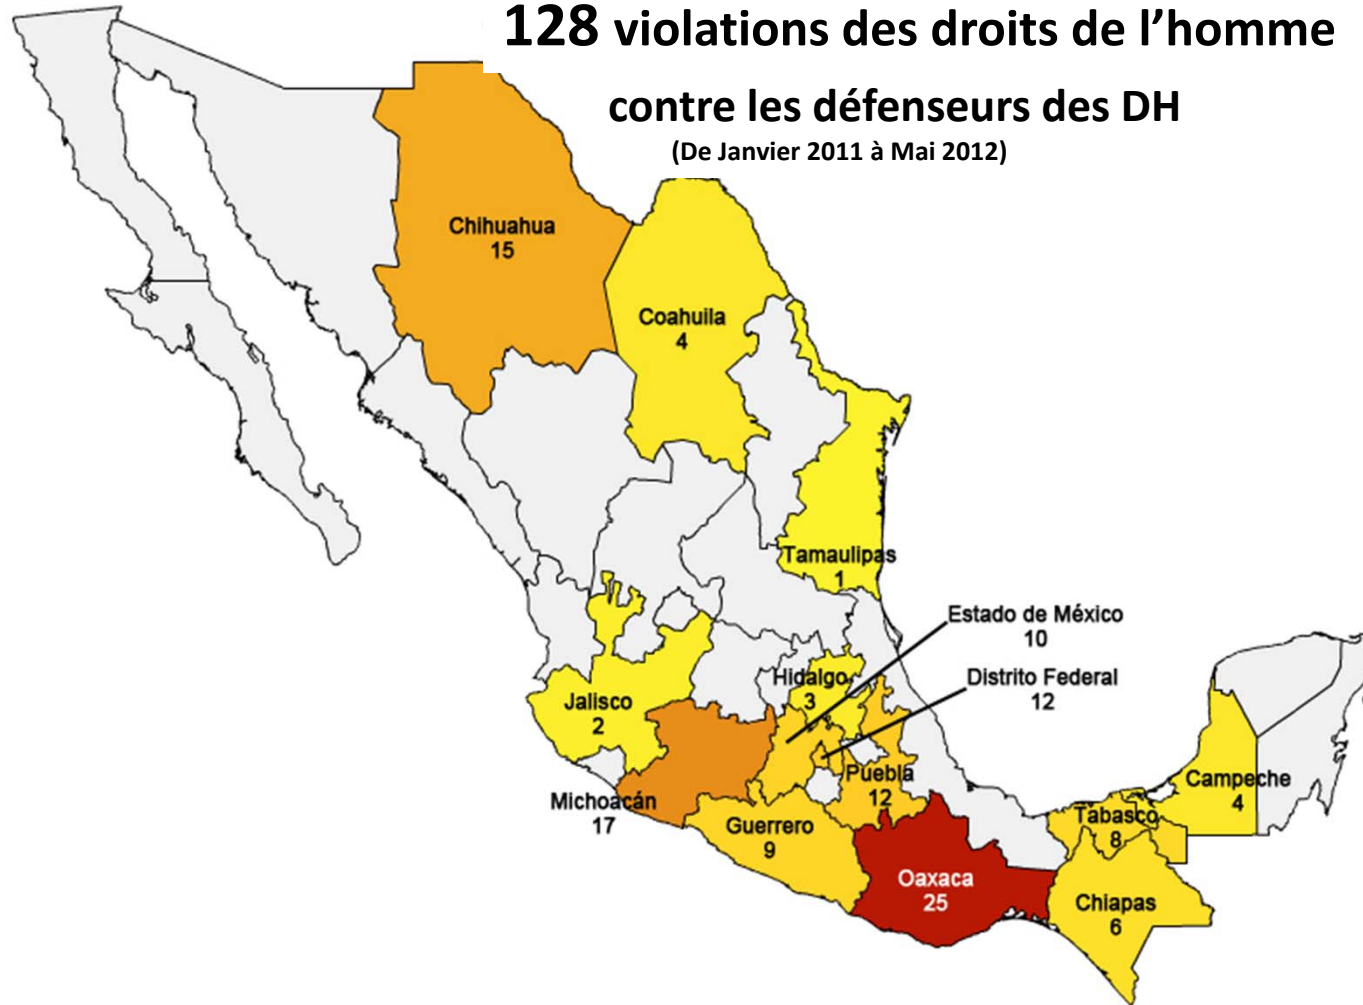 128 violations des droits de l’homme
contre les défenseurs des DH
(De Janvier 2011 à Mai 2012)
Chihuahua
15
Coahuila
4
Tamaulipas
1
Estado de México
10
Hidalgo
3
Distrito Federal
12
Jalisco
2
Puebla
12
Campeche
4
Michoacán
17
Guerrero
9
Tabasco
8
Oaxaca
25
Chiapas
6